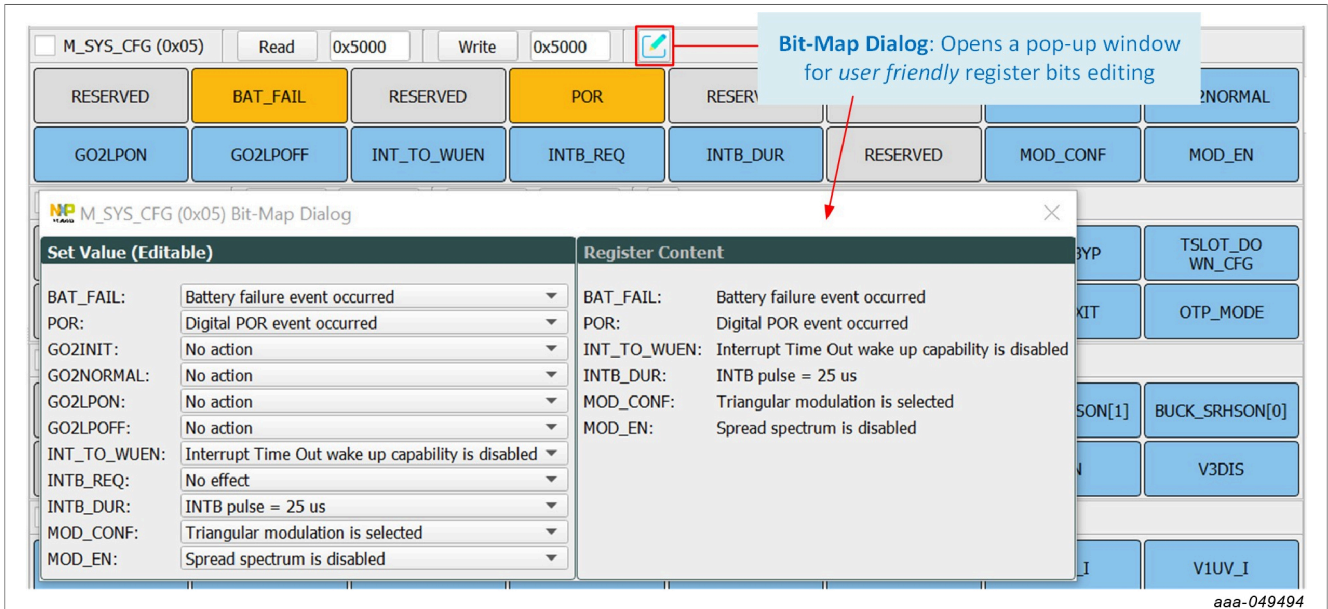 M_SYS_CFG (0x05) Read 0x5000 Write 0x5000
Bit-Map Dialog: Opens a pop-up window
for user friendly register bits editing
RESERVED BAT_FAIL RESERVED POR
GO2LPON GO2LPOFF INT_TO_WUEN INTB_REQ INTB_DUR RESERVED MOD_CONF MOD_EN
NXP M_SYS_CFG (0x05) Bit-Map Dialog
Set Value (Editable)
BAT_FAIL: Battery failure event occurred
POR: Digital POR event occurred
GO2INIT: No action
GO2NORMAL: No action
GO2LPON: No action
GO2LPOFF: No action
INT_TO_WUEN: Interrupt Time Out wake up capability is disabled
INTB_REQ: No effect
INTB_DUR: INTB pulse = 25 us
MOD_CONF: Triangular modulation is selected
MOD_EN: Spread spectrum is disabled
Register Content
BAT_FAIL: Battery failure event occurred
POR: Digital POR event occurred
INT_TO_WUEN: Interrupt Time Out wake up capability is disabled
INTB_DUR: INTB pulse = 25 us
MOD_CONF: Triangular modulation is selected
MOD_EN: Spread spectrum is disabled
TSLOT_DO
WN_CFG
OTP_MODE
BUCK_SRHSON[0]
V3DIS
V1UV_I
aaa-049494